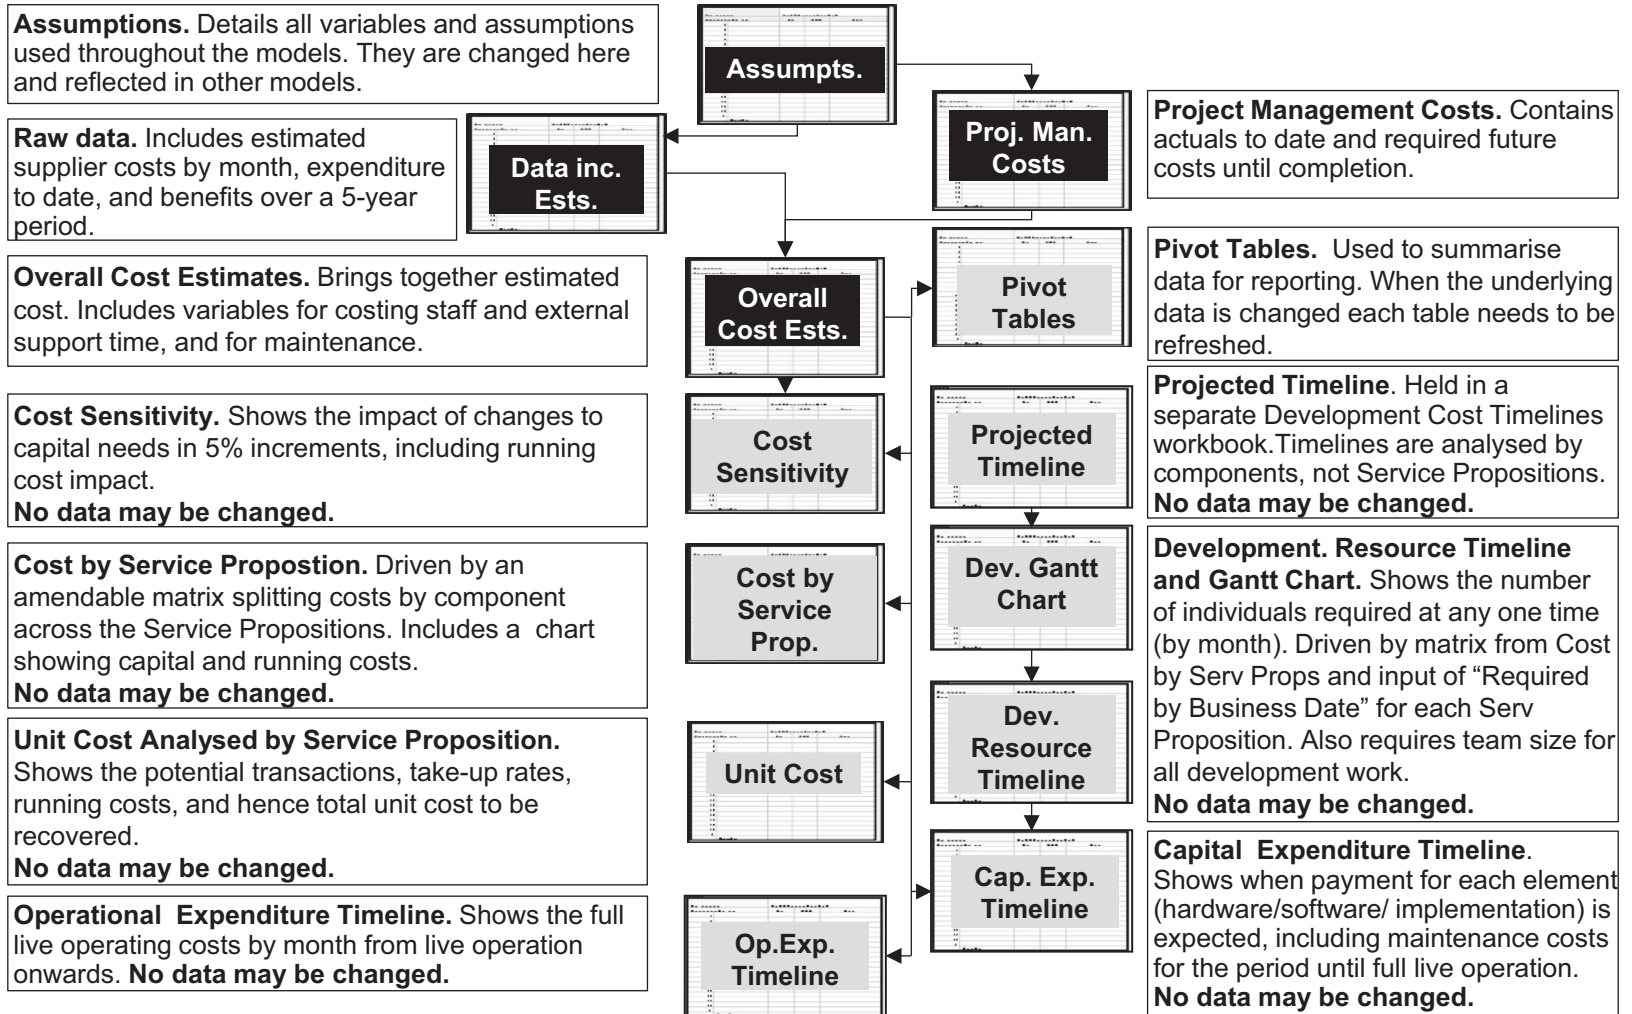 Assumptions. Details all variables and assumptions
used throughout the models. They are changed here
and reflected in other models.
Raw data. Includes estimated
supplier costs by month, expenditure
to date, and benefits over a 5-year
period.
Overall Cost Estimates. Brings together estimated
cost. Includes variables for costing staff and external
support time, and for maintenance.
Cost Sensitivity. Shows the impact of changes to
capital needs in 5% increments, including running
cost impact.
No data may be changed.
Cost by Service Propostion. Driven by an
amendable matrix splitting costs by component
across the Service Propositions. Includes a chart
showing capital and running costs.
No data may be changed.
Unit Cost Analysed by Service Proposition.
Shows the potential transactions, take-up rates,
running costs, and hence total unit cost to be
recovered.
No data may be changed.
Operational Expenditure Timeline. Shows the full
live operating costs by month from live operation
onwards. No data may be changed.
Assumpts.
Data inc.
Ests.
Proj. Man.
Costs
Overall
Cost Ests.
Pivot
Tables
Cost
Sensitivity
Projected
Timeline
Cost by
Service
Prop.
Dev. Gantt
Chart
Unit Cost
Dev.
Resource
Timeline
Op.Exp.
Timeline
Cap. Exp.
Timeline
Project Management Costs. Contains
actuals to date and required future
costs until completion.
Pivot Tables. Used to summarise
data for reporting. When the underlying
data is changed each table needs to be
refreshed.
Projected Timeline. Held in a
separate Development Cost Timelines
workbook.Timelines are analysed by
components, not Service Propositions.
No data may be changed.
Development. Resource Timeline
and Gantt Chart. Shows the number
of individuals required at any one time
(by month). Driven by matrix from Cost
by Serv Props and input of “Required
by Business Date” for each Serv
Proposition. Also requires team size for
all development work.
No data may be changed.
Capital Expenditure Timeline.
Shows when payment for each element
(hardware/software/ implementation) is
expected, including maintenance costs
for the period until full live operation.
No data may be changed.